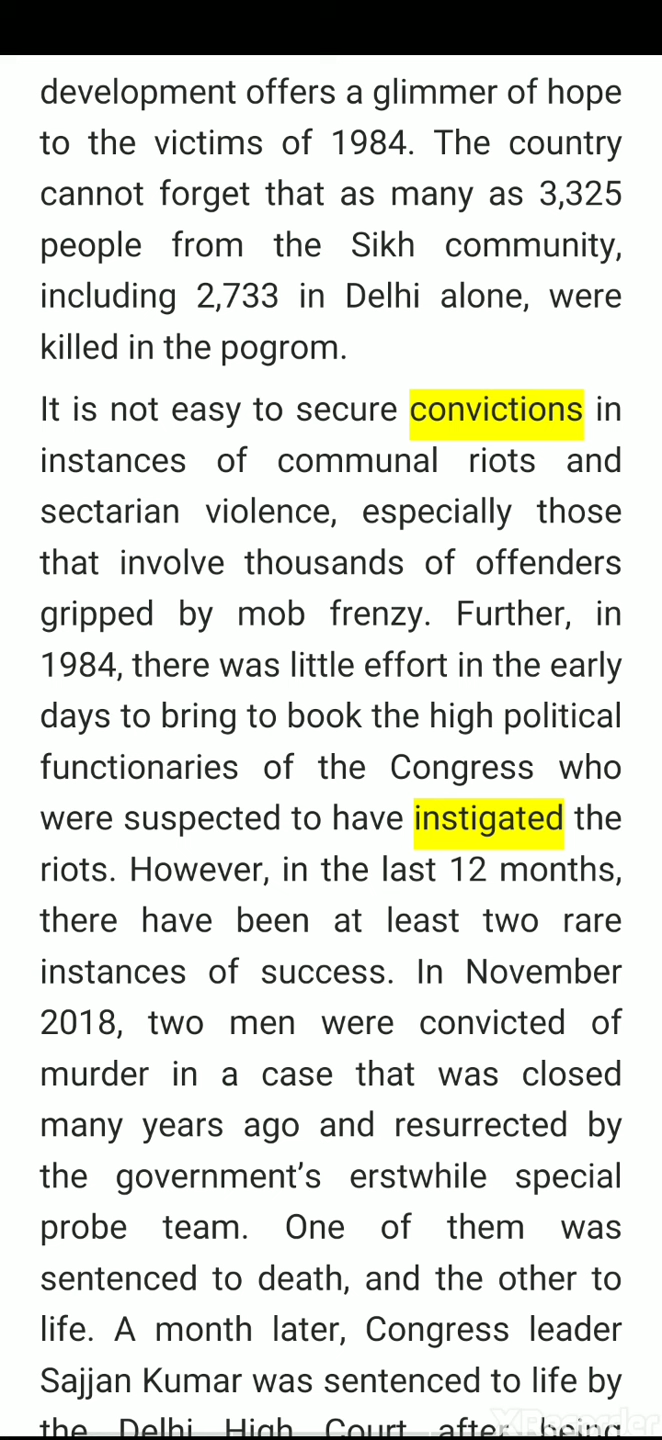 development offers a glimmer of hope
to the victims of 1984. The country
cannot forget that as many as 3,325
people from the Sikh community,
including 2,733 in Delhi alone, were
killed in the pogrom.
It is not easy to secure convictions in
instances of communal riots and
sectarian violence, especially those
that involve thousands of offenders
gripped by mob frenzy. Further, in
1984, there was little effort in the early
days to bring to book the high political
functionaries of the Congress who
were suspected to have instigated the
riots. However, in the last 12 months,
there have been at least two rare
instances of success. In November
2018, two men were convicted of
murder in a case that was closed
many years ago and resurrected by
the government’s erstwhile special
probe team. One of them was
sentenced to death, and the other to
life. A month later, Congress leader
Sajjan Kumar was sentenced to life by
the Delhi High Court after being
XRecorder